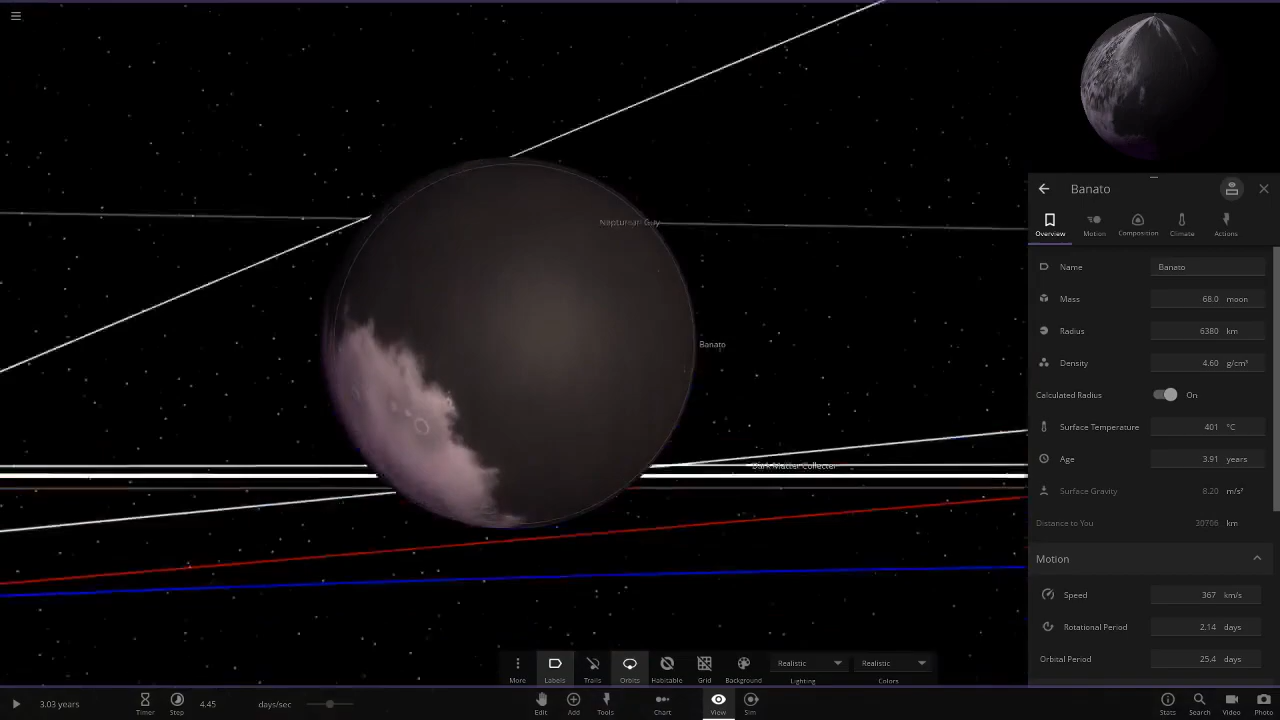 Neptunian Guy
Banato
Dark Matter Collecter
Banato
Overview
Motion
Composition
Climate
Actions
Name Banato
Mass 68.0 moon
Radius 6380 km
Density 4.60 g/cm³
Calculated Radius On
Surface Temperature 401 °C
Age 3.91 years
Surface Gravity 8.20 m/s²
Distance to You 30706 km
Motion
Speed 367 km/s
Rotational Period 2.14 days
Orbital Period 25.4 days
More
Labels
Trails
Orbits
Habitable
Grid
Background
Realistic
Lighting
Realistic
Colors
3.03 years
Timer
Step
4.45 days/sec
Edit
Add
Tools
Chart
View
Sim
Stats
Search
Video
Photo